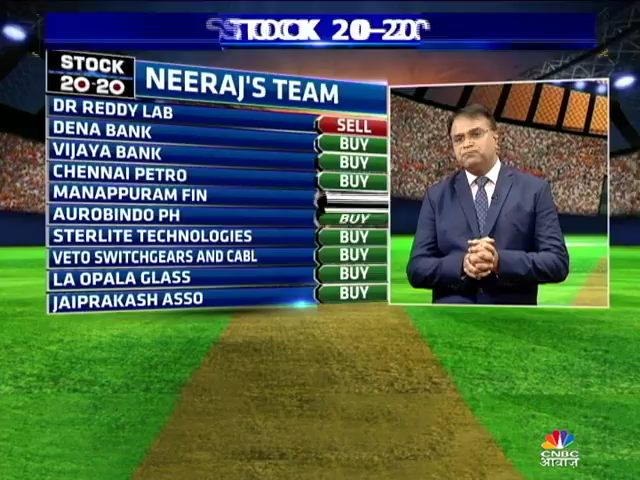 STOCK 20-20
STOCK
20-20
NEERAJ'S TEAM
DR REDDY LAB SELL
DENA BANK BUY
VIJAYA BANK BUY
CHENNAI PETRO BUY
MANAPPURAM FIN
AUROBINDO PH BUY
STERLITE TECHNOLOGIES BUY
VETO SWITCHGEARS AND CABL BUY
LA OPALA GLASS BUY
JAIPRAKASH ASSO BUY
CNBC
आवाज़